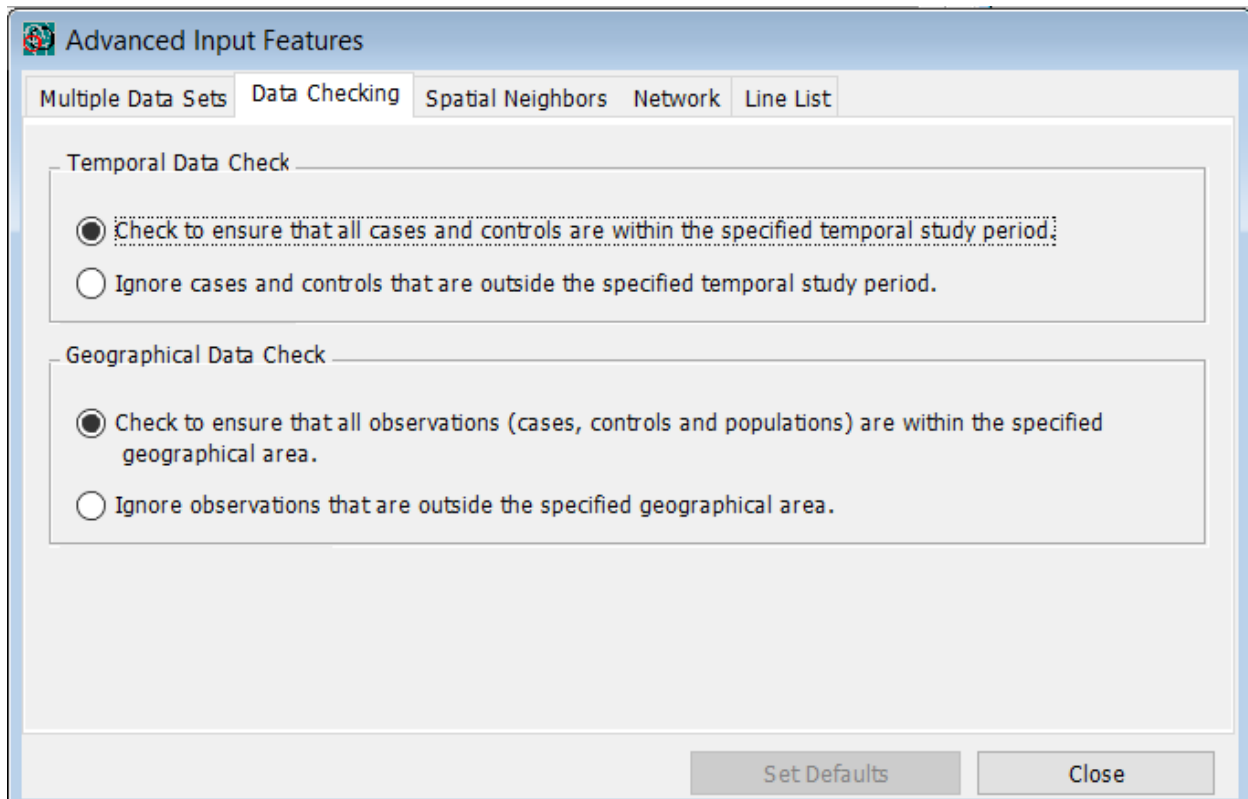 Advanced Input Features
Multiple Data Sets Data Checking Spatial Neighbors Network Line List
Temporal Data Check
Check to ensure that all cases and controls are within the specified temporal study period.
Ignore cases and controls that are outside the specified temporal study period.
Geographical Data Check
Check to ensure that all observations (cases, controls and populations) are within the specified
geographical area.
Ignore observations that are outside the specified geographical area.
Set Defaults Close